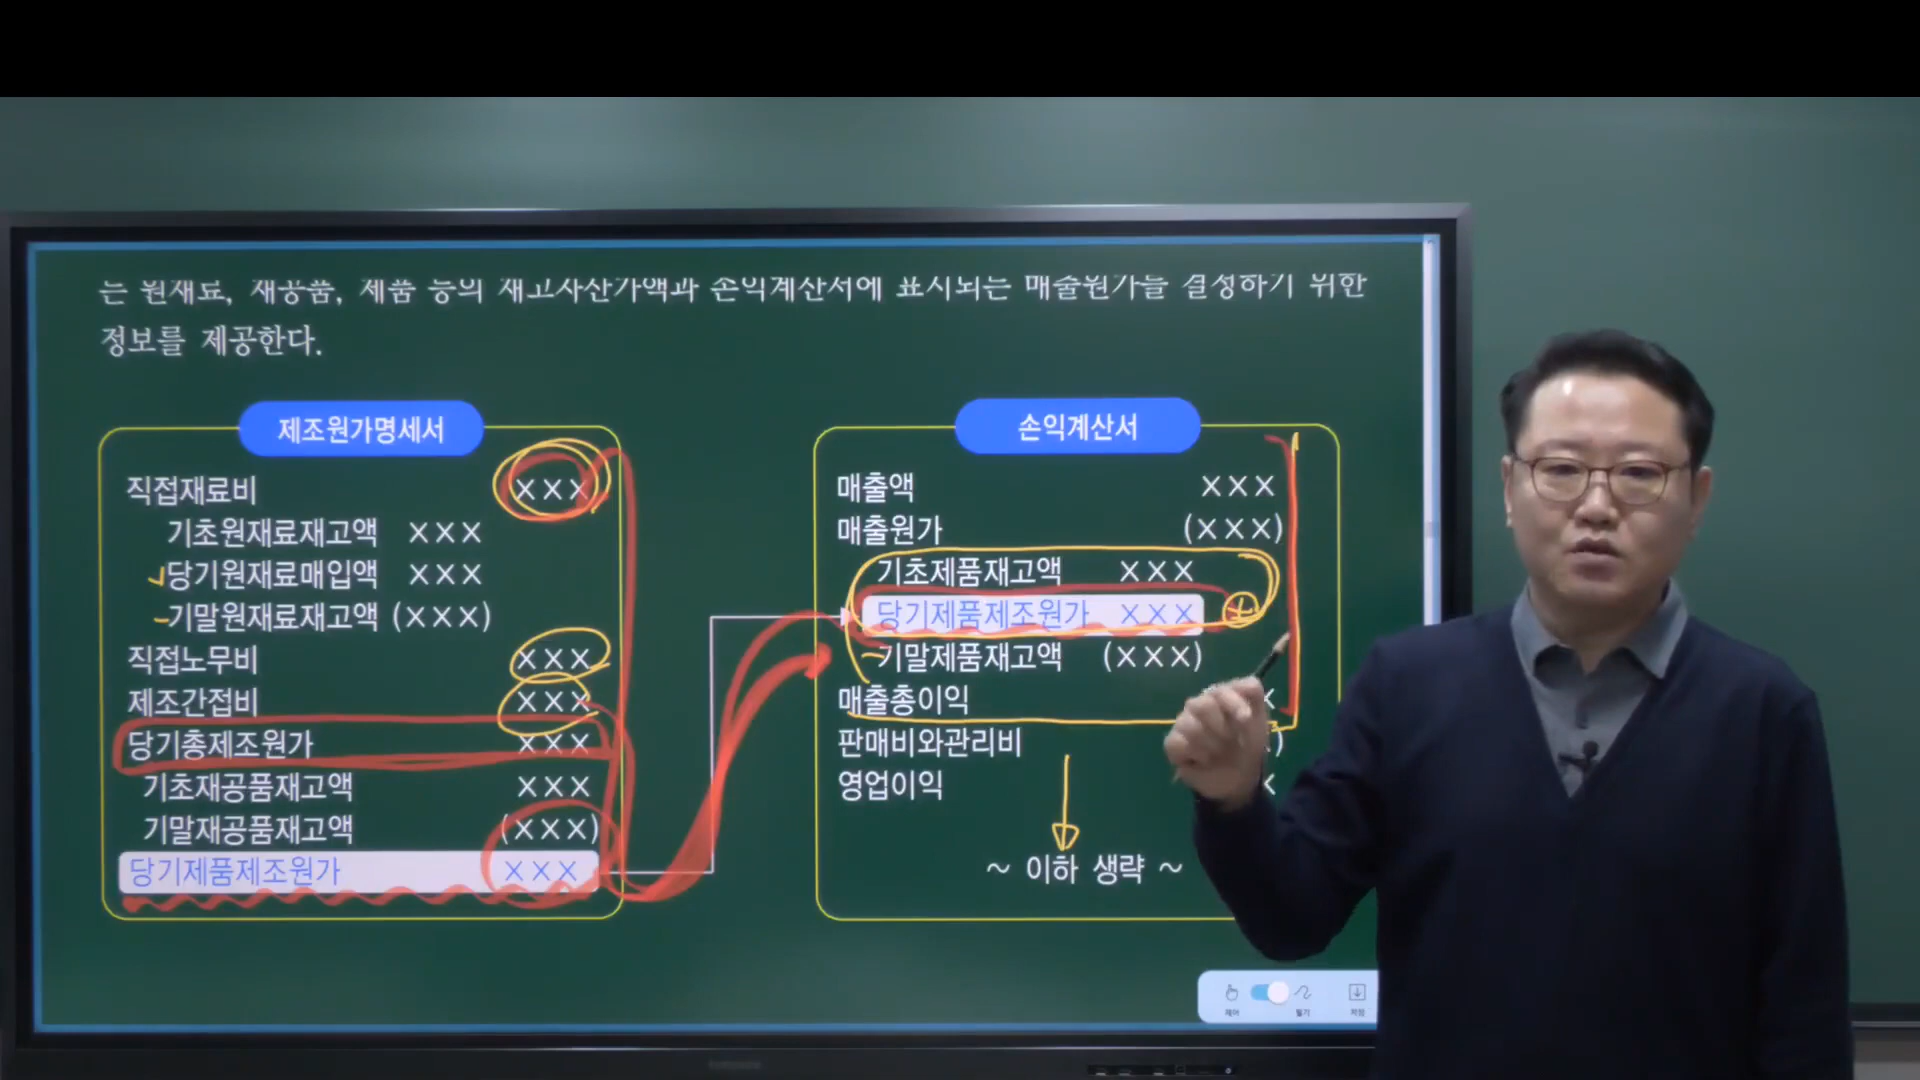 는 원재료, 재공품, 제품 등의 재고자산가액과 손익계산서에 표시되는 매출원가를 결정하기 위한
정보를 제공한다.
제조원가명세서
직접재료비 ×××
기초원재료재고액 ×××
당기원재료매입액 ×××
-기말원재료재고액 (×××)
직접노무비 ×××
제조간접비 ×××
당기총제조원가 ×××
기초재공품재고액 ×××
기말재공품재고액 (×××)
당기제품제조원가 ×××
손익계산서
매출액 ×××
매출원가 (×××)
기초제품재고액 ×××
당기제품제조원가 ××× +
-기말제품재고액 (×××)
매출총이익
판매비와관리비
영업이익
~ 이하 생략 ~
제어 필기 저장